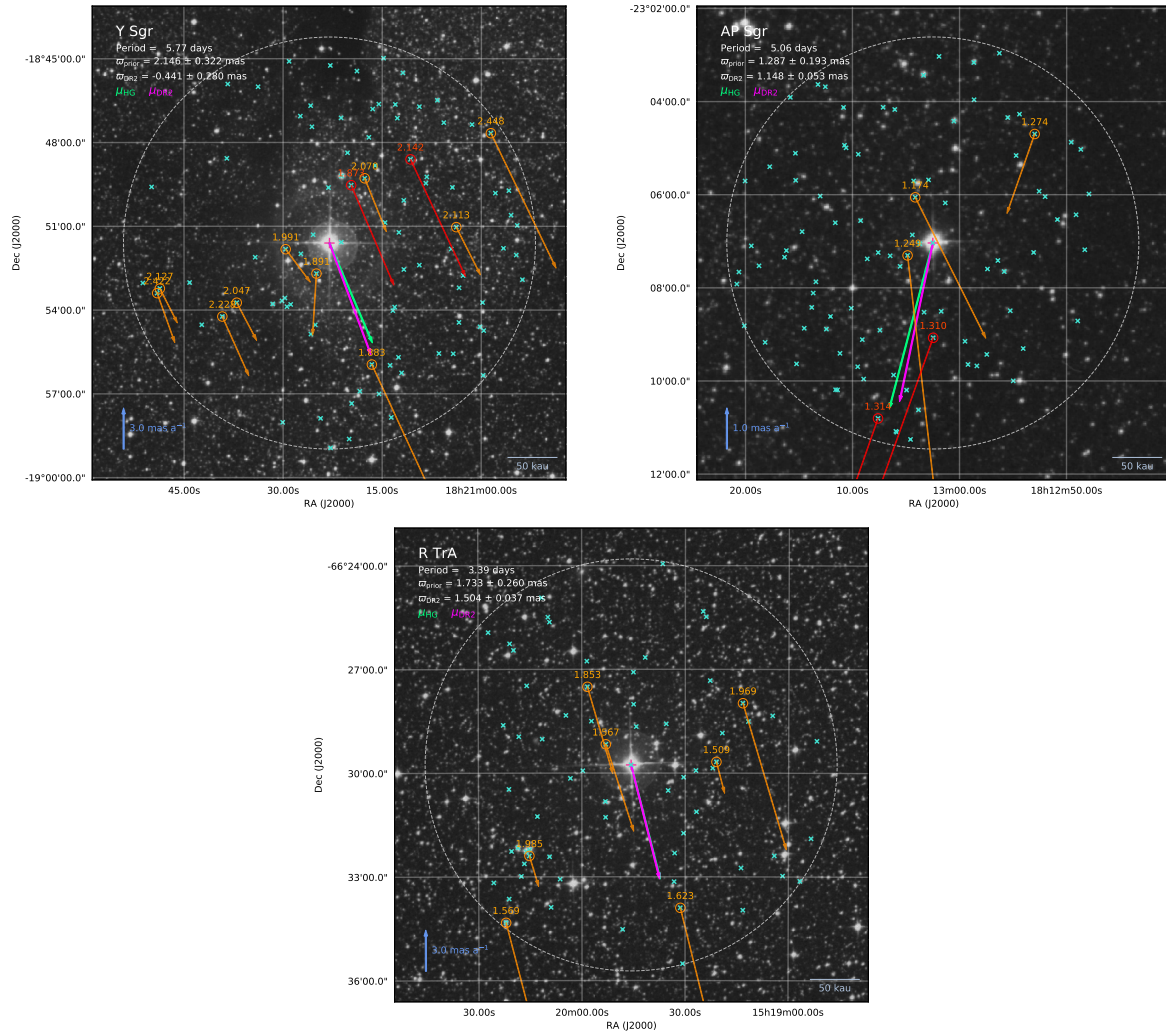 Y Sgr
Period = 5.77 days
ϖprior = 2.146 ± 0.322 mas
ϖDR2 = -0.441 ± 0.280 mas
μHG μDR2
-18°45'00.0"
48'00.0"
51'00.0"
54'00.0"
57'00.0"
-19°00'00.0"
Dec (J2000)
2.448
2.142
2.113
1.991
1.891
2.127
2.422
2.047
2.229
1.883
3.0 mas a⁻¹
50 kau
45.00s 30.00s 15.00s 18h21m00.00s
RA (J2000)
AP Sgr
Period = 5.06 days
ϖprior = 1.287 ± 0.193 mas
ϖDR2 = 1.148 ± 0.053 mas
μHG μDR2
-23°02'00.0"
04'00.0"
06'00.0"
08'00.0"
10'00.0"
12'00.0"
Dec (J2000)
1.274
1.249
1.310
1.0 mas a⁻¹
50 kau
20.00s 10.00s 13m00.00s 18h12m50.00s
RA (J2000)
R TrA
Period = 3.39 days
ϖprior = 1.733 ± 0.260 mas
ϖDR2 = 1.504 ± 0.037 mas
μHG μDR2
-66°24'00.0"
27'00.0"
30'00.0"
33'00.0"
36'00.0"
Dec (J2000)
1.853
1.969
1.509
1.569
1.623
3.0 mas a⁻¹
50 kau
30.00s 20m00.00s 30.00s 15h19m00.00s
RA (J2000)